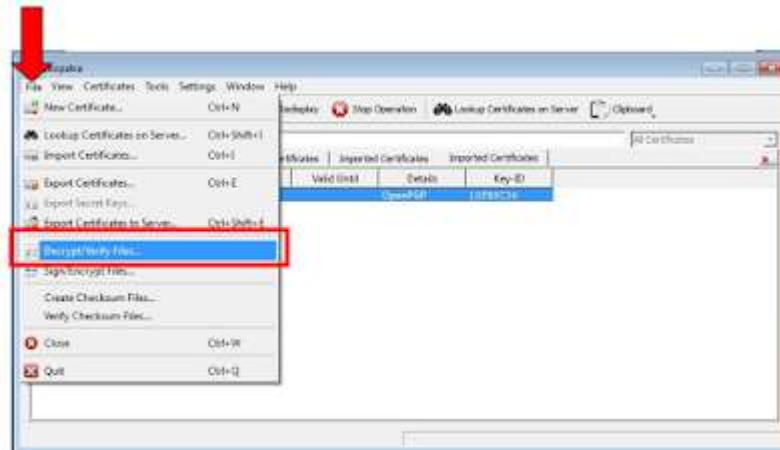 File View Certificates Tools Settings Window Help
New Certificate... Ctrl+N
Redisplay Stop Operation Lookup Certificates on Server Clipboard
Lookup Certificates on Server... Ctrl+Shift+I
Import Certificates... Ctrl+I
All Certificates
Imported Certificates Imported Certificates
Export Certificates... Ctrl+E
Valid Until Details Key-ID
OpenPGP
Export Secret Keys...
Export Certificates to Server... Ctrl+Shift+E
Decrypt/Verify Files...
Sign/Encrypt Files...
Create Checksum Files...
Verify Checksum Files...
Close Ctrl+W
Quit Ctrl+Q